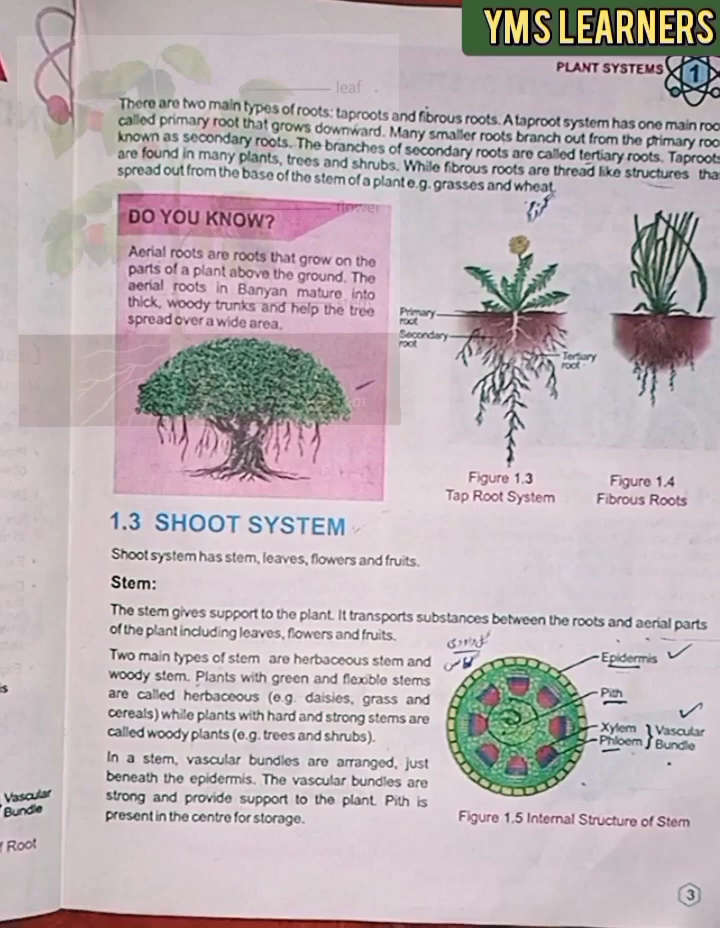 YMS LEARNERS
PLANT SYSTEMS
1
leaf
There are two main types of roots: taproots and fibrous roots. A taproot system has one main roo
called primary root that grows downward. Many smaller roots branch out from the primary roo
known as secondary roots. The branches of secondary roots are called tertiary roots. Taproots
are found in many plants, trees and shrubs. While fibrous roots are thread like structures tha
spread out from the base of the stem of a plant e.g. grasses and wheat.
flower
DO YOU KNOW?
Aerial roots are roots that grow on the
parts of a plant above the ground. The
aerial roots in Banyan mature into
thick, woody trunks and help the tree
spread over a wide area.
Primary
root
Secondary
root
Tertiary
root
Figure 1.3
Tap Root System
Figure 1.4
Fibrous Roots
1.3 SHOOT SYSTEM
Shoot system has stem, leaves, flowers and fruits.
Stem:
The stem gives support to the plant. It transports substances between the roots and aerial parts
of the plant including leaves, flowers and fruits.
Two main types of stem are herbaceous stem and
woody stem. Plants with green and flexible stems
are called herbaceous (e.g. daisies, grass and
cereals) while plants with hard and strong stems are
called woody plants (e.g. trees and shrubs).
In a stem, vascular bundles are arranged, just
beneath the epidermis. The vascular bundles are
strong and provide support to the plant. Pith is
present in the centre for storage.
Epidermis
Pith
Xylem
Phloem
Vascular
Bundle
Figure 1.5 Internal Structure of Stem
Vascular
Bundle
Root
3